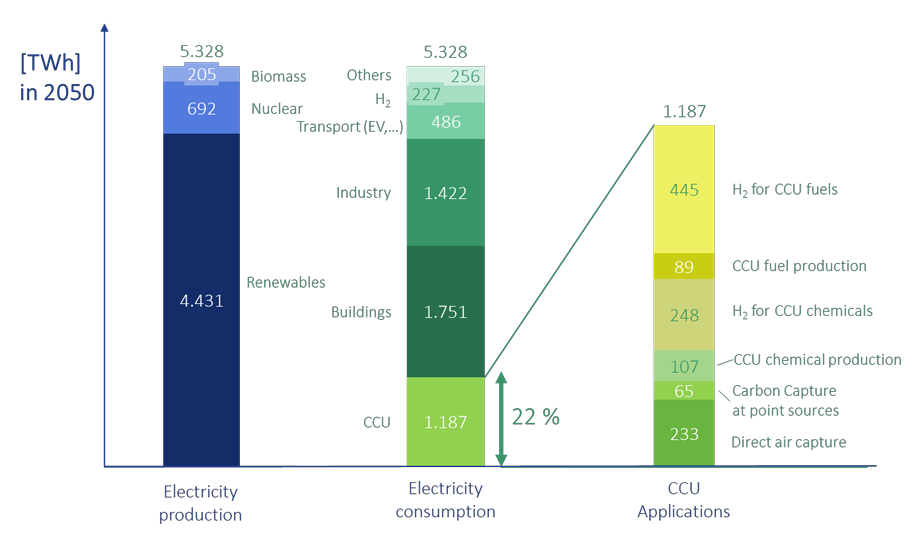 [TWh]
in 2050
5.328
205
Biomass
692
Nuclear
4.431
Renewables
Electricity
production
5.328
Others
256
H₂
227
Transport (EV,...)
486
Industry
1.422
Buildings
1.751
CCU
1.187
22 %
Electricity
consumption
1.187
445
H₂ for CCU fuels
89
CCU fuel production
248
H₂ for CCU chemicals
107
CCU chemical production
65
Carbon Capture
at point sources
233
Direct air capture
CCU
Applications